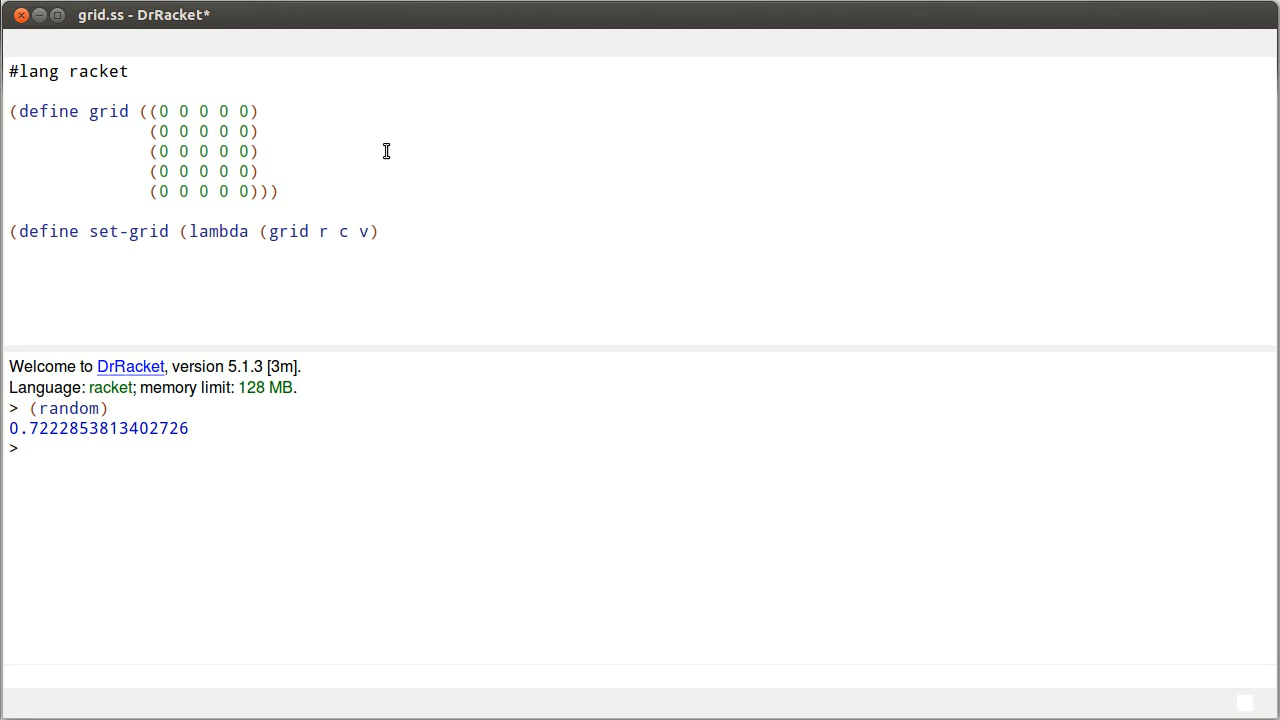 grid.ss - DrRacket*
#lang racket
(define grid ((0 0 0 0 0)
(0 0 0 0 0)
(0 0 0 0 0)
(0 0 0 0 0)
(0 0 0 0 0)))
(define set-grid (lambda (grid r c v)
Welcome to DrRacket, version 5.1.3 [3m].
Language: racket; memory limit: 128 MB.
> (random)
0.7222853813402726
>